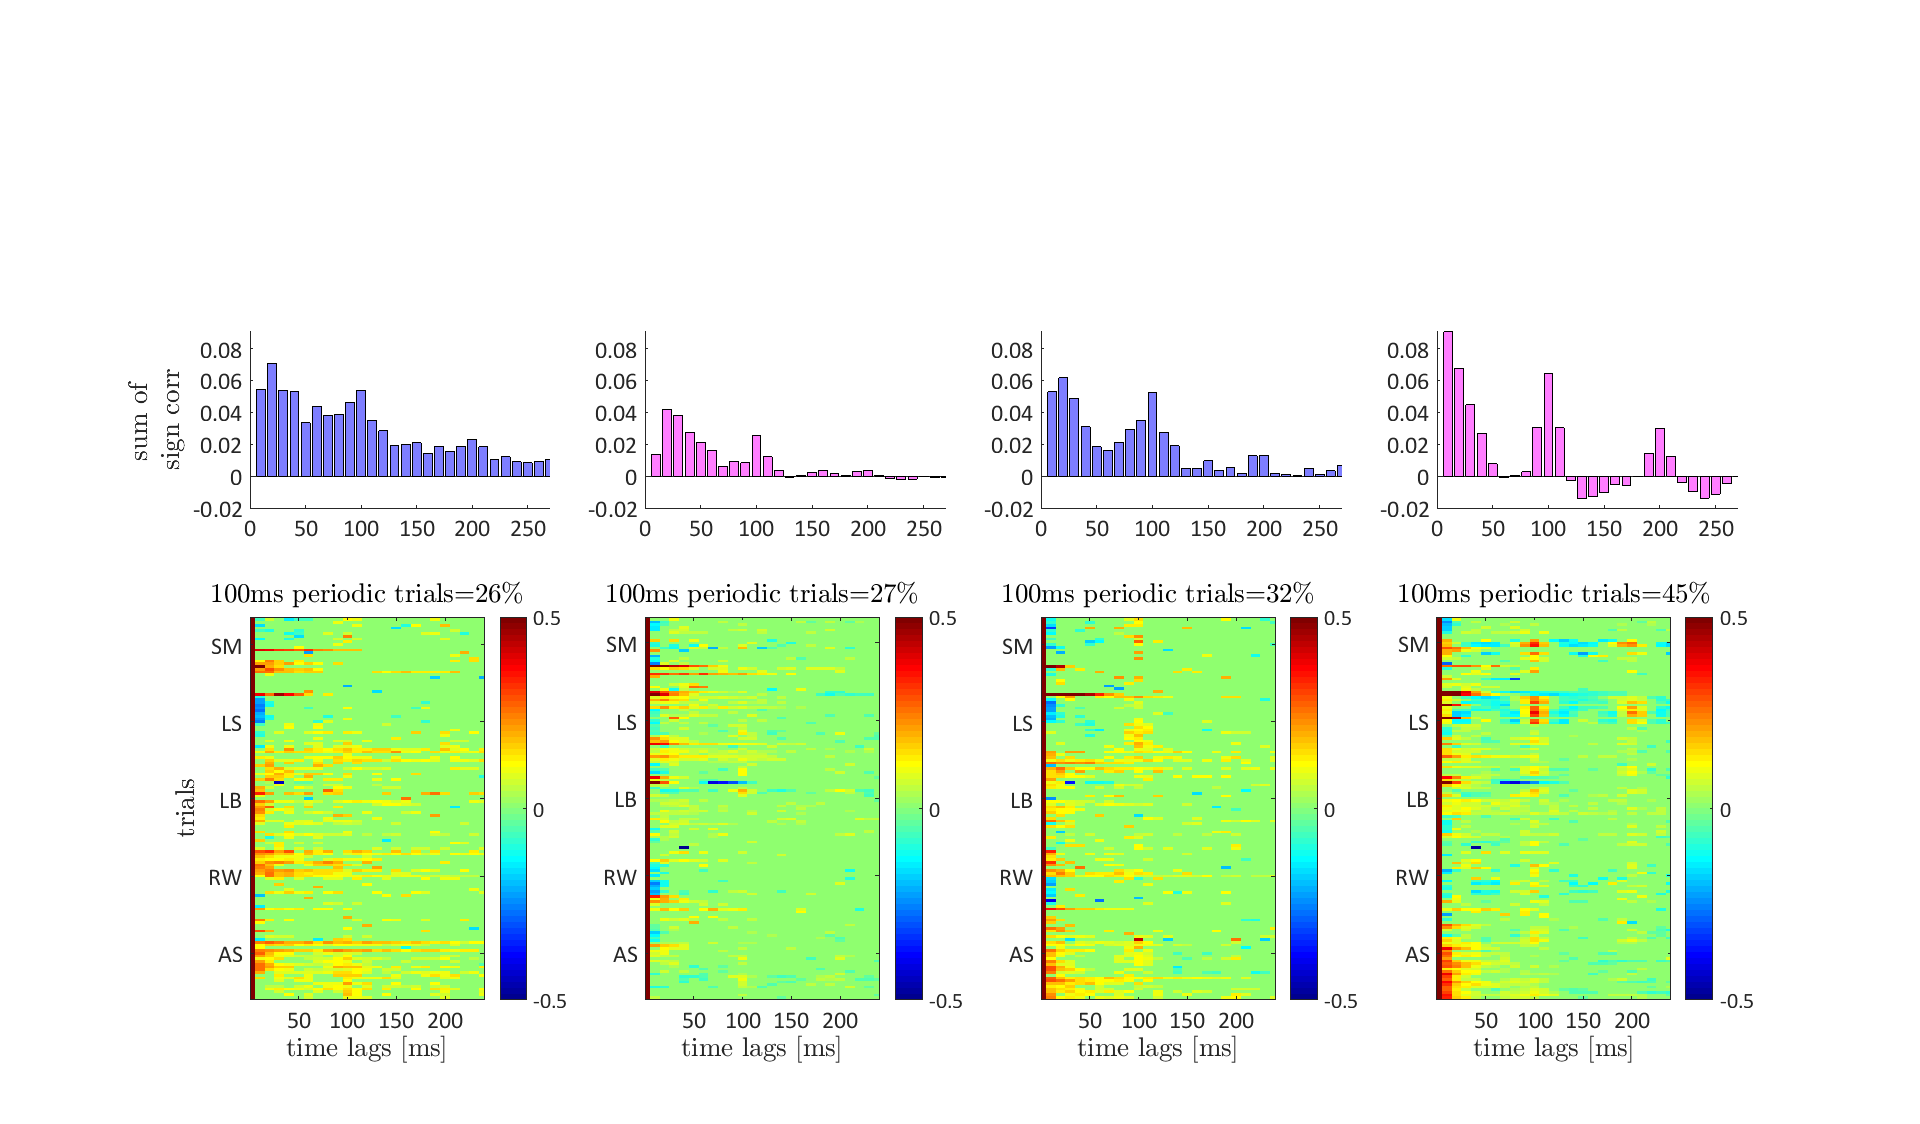 sum of
sign corr
0.08 0.06 0.04 0.02 0 -0.02
0 50 100 150 200 250
0.08 0.06 0.04 0.02 0 -0.02
0 50 100 150 200 250
0.08 0.06 0.04 0.02 0 -0.02
0 50 100 150 200 250
0.08 0.06 0.04 0.02 0 -0.02
0 50 100 150 200 250
100ms periodic trials=26%
trials
SM
LS
LB
RW
AS
0.5
0
-0.5
50 100 150 200
time lags [ms]
100ms periodic trials=27%
SM
LS
LB
RW
AS
0.5
0
-0.5
50 100 150 200
time lags [ms]
100ms periodic trials=32%
SM
LS
LB
RW
AS
0.5
0
-0.5
50 100 150 200
time lags [ms]
100ms periodic trials=45%
SM
LS
LB
RW
AS
0.5
0
-0.5
50 100 150 200
time lags [ms]